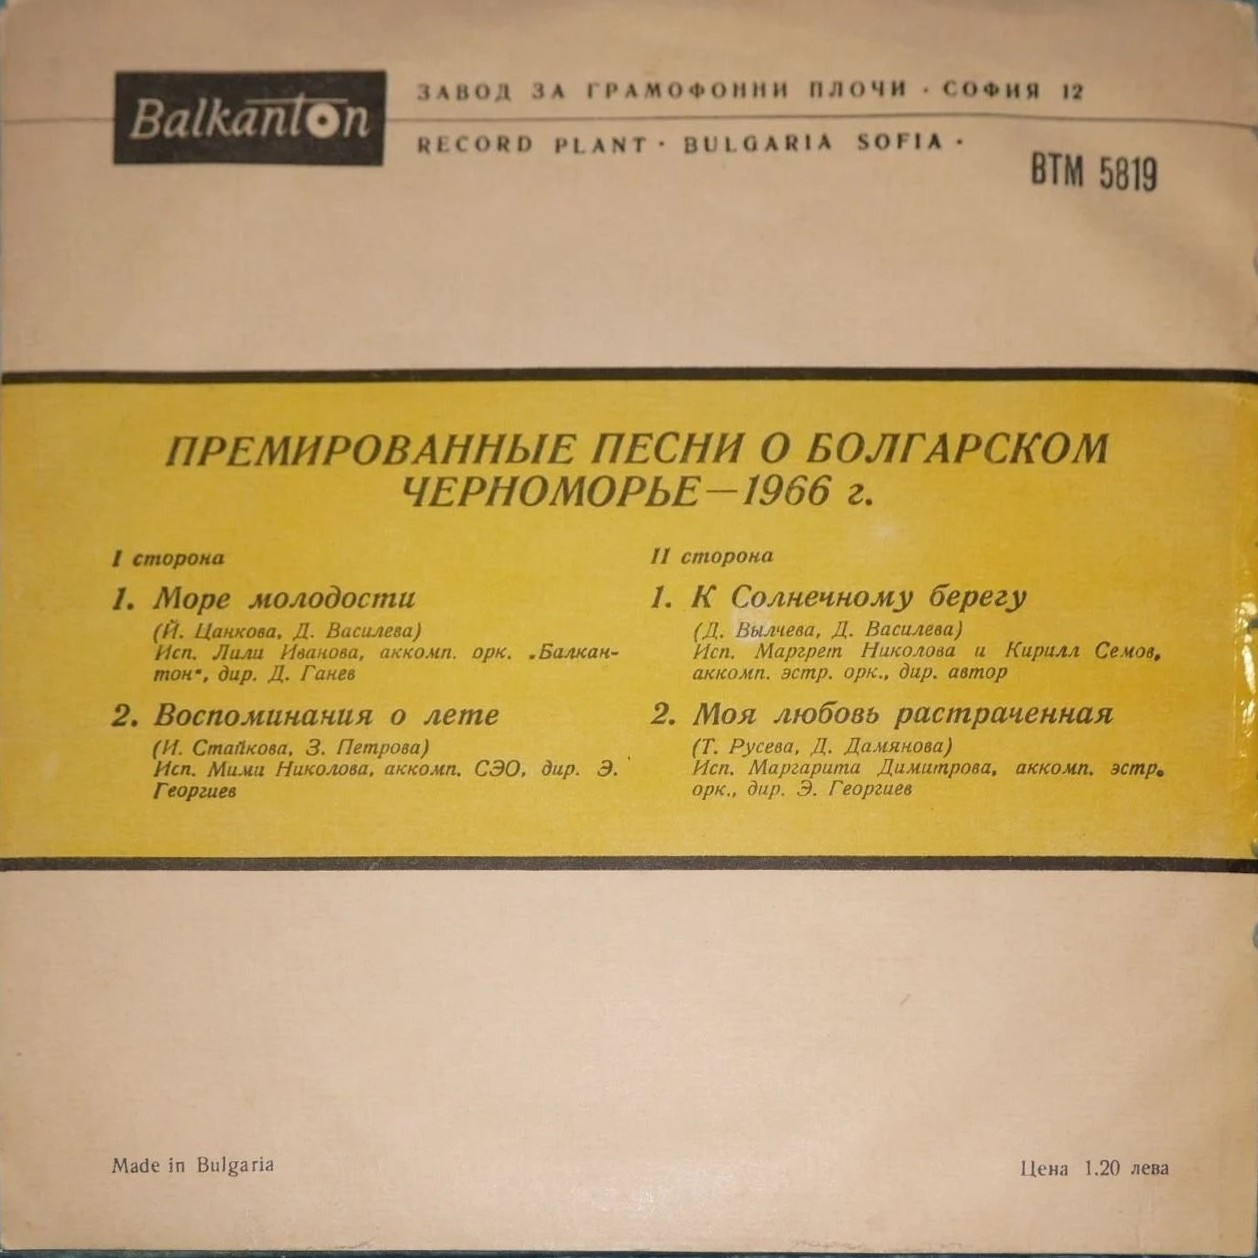 Balkanton
ЗАВОД ЗА ГРАМОФОННИ ПЛОЧИ · СОФИЯ 12
RECORD PLANT · BULGARIA SOFIA ·
ВТМ 5819
ПРЕМИРОВАННЫЕ ПЕСНИ О БОЛГАРСКОМ
ЧЕРНОМОРЬЕ—1966 г.
I сторона
1. Море молодости
(Й. Цанкова, Д. Василева)
Исп. Лили Иванова, аккомп. орк. „Балкан-
тон", дир. Д. Ганев
2. Воспоминания о лете
(И. Стайкова, З. Петрова)
Исп. Мими Николова, аккомп. СЭО, дир. Э.
Георгиев
II сторона
1. К Солнечному берегу
(Д. Вылчева, Д. Василева)
Исп. Маргрет Николова и Кирилл Семов,
аккомп. эстр. орк., дир. автор
2. Моя любовь растраченная
(Т. Русева, Д. Дамянова)
Исп. Маргарита Димитрова, аккомп. эстр.
орк., дир. Э. Георгиев
Made in Bulgaria
Цена 1.20 лева